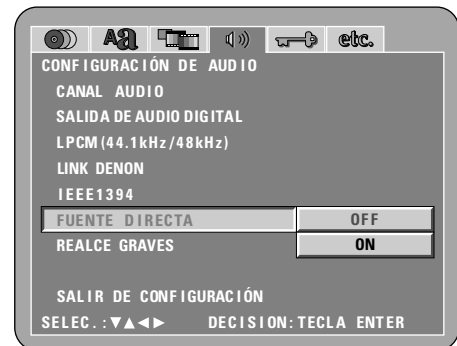 Aa etc.
CONFIGURACIÓN DE AUDIO
CANAL AUDIO
SALIDA DE AUDIO DIGITAL
LPCM (44.1kHz/48kHz)
LINK DENON
IEEE1394
FUENTE DIRECTA OFF
REALCE GRAVES ON
SALIR DE CONFIGURACIÓN
SELEC.:▼▲◀▶ DECISION:TECLA ENTER